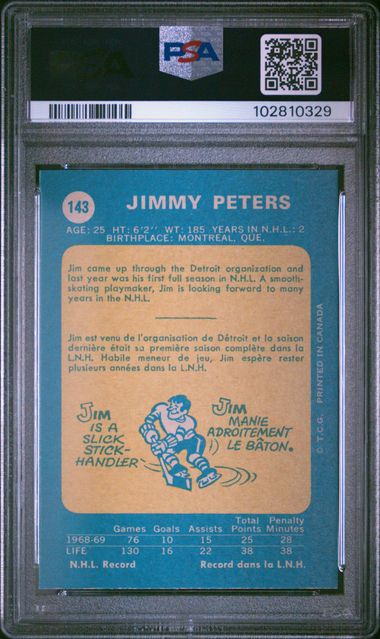 PSA
102810329
143 JIMMY PETERS
AGE: 25 HT: 6'2'' WT: 185 YEARS IN N.H.L.: 2
BIRTHPLACE: MONTREAL, QUE.
Jim came up through the Detroit organization and
last year was his first full season in N.H.L. A smooth-
skating playmaker, Jim is looking forward to many
years in the N.H.L.
Jim est venu de l'organisation de Détroit et la saison
dernière était sa première saison complète dans la
L.N.H. Habile meneur de jeu, Jim espère rester
plusieurs années dans la L.N.H.
JIM
IS A
SLICK
STICK-
HANDLER
JIM
MANIE
ADROITEMENT
LE BÂTON.
© T.C.G. PRINTED IN CANADA
Games Goals Assists Total Points Penalty Minutes
1968-69 76 10 15 25 28
LIFE 130 16 22 38 38
N.H.L. Record Record dans la L.N.H.